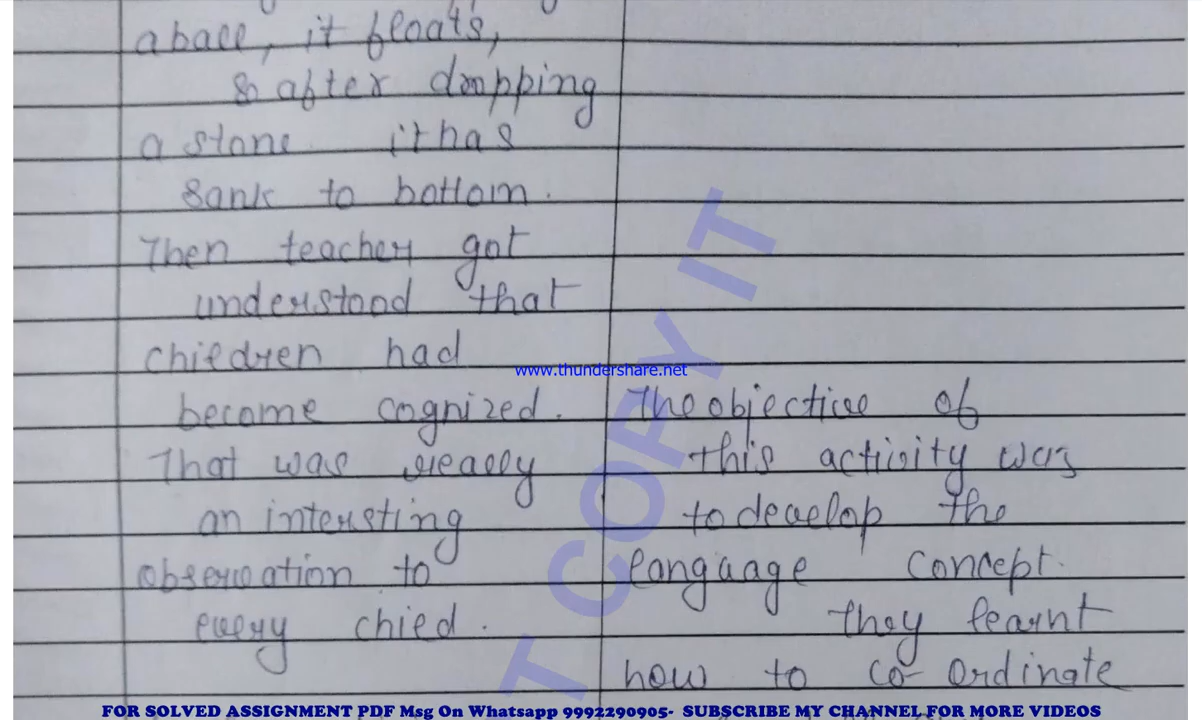 a ball, it floats,
& after dropping
a stone it has
sank to bottom.
Then teacher got
understood that
children had
become cognized.
That was really
an intersting
observation to
every child.
The objective of
this activity was
to develop the
language concept.
they learnt
how to co-ordinate
www.thundershare.net
T COPY IT
FOR SOLVED ASSIGNMENT PDF Msg On Whatsapp 9992290905- SUBSCRIBE MY CHANNEL FOR MORE VIDEOS